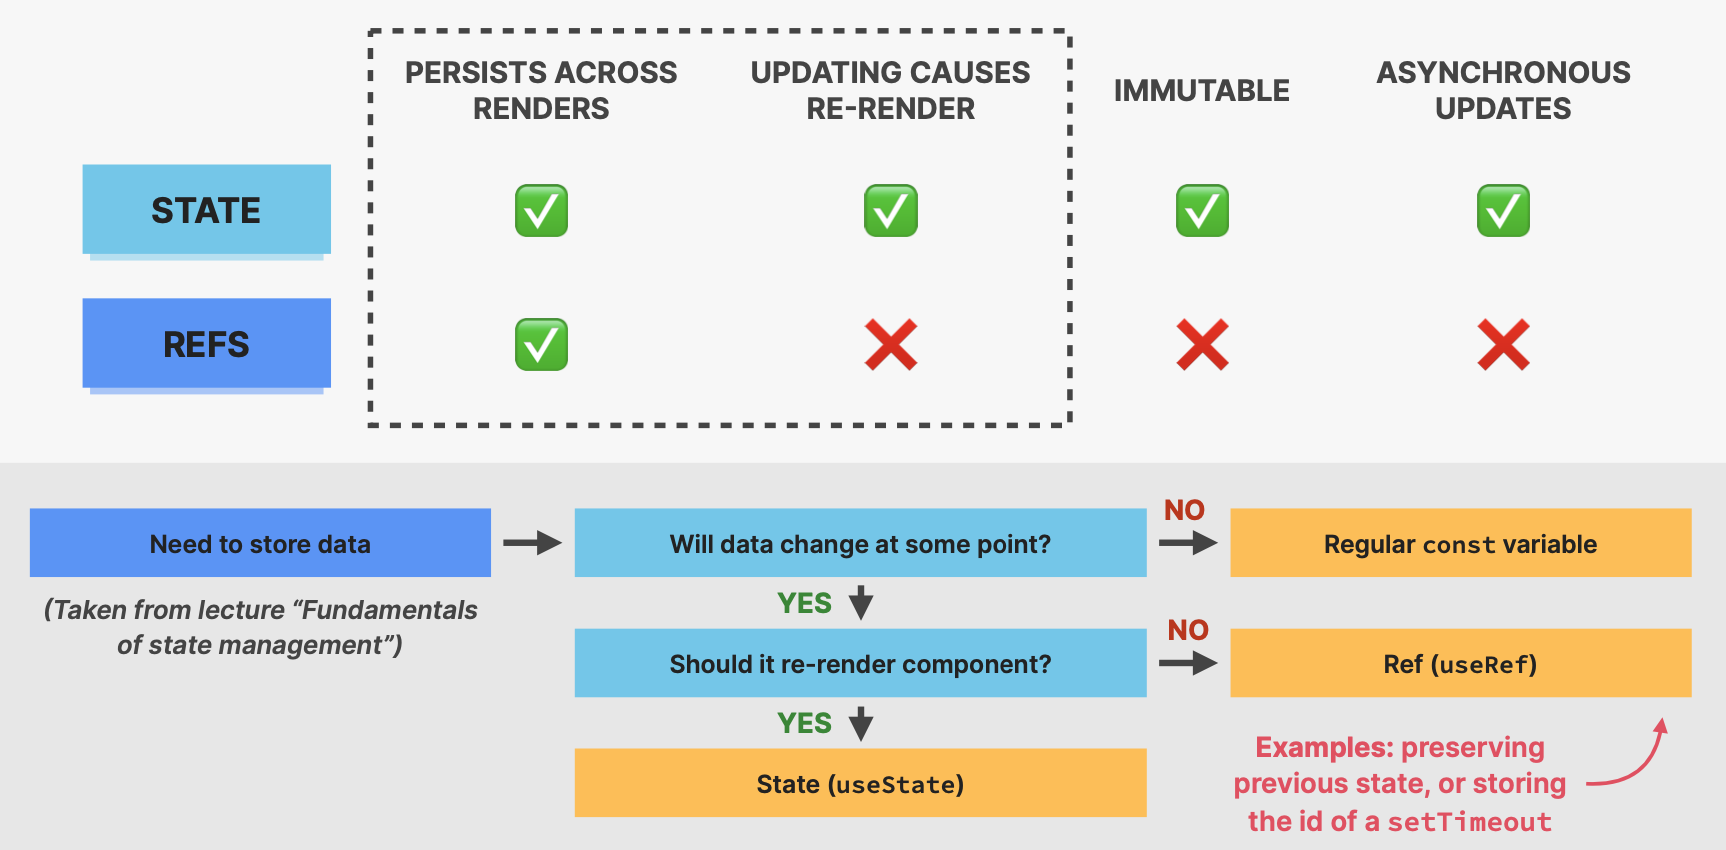 PERSISTS ACROSS
RENDERS
UPDATING CAUSES
RE-RENDER
IMMUTABLE
ASYNCHRONOUS
UPDATES
STATE
REFS
Need to store data
(Taken from lecture “Fundamentals
of state management”)
Will data change at some point?
NO
Regular const variable
YES
Should it re-render component?
NO
Ref (useRef)
YES
State (useState)
Examples: preserving
previous state, or storing
the id of a setTimeout